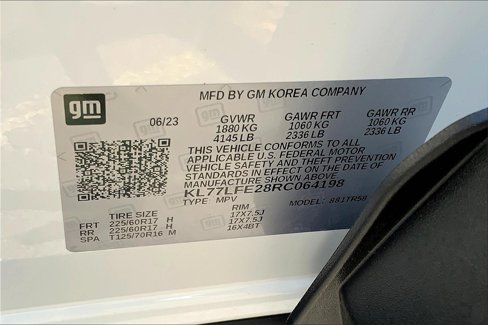 gm
MFD BY GM KOREA COMPANY
06/23 GVWR GAWR FRT GAWR RR
1880 KG 1060 KG 1060 KG
4145 LB 2336 LB 2336 LB
THIS VEHICLE CONFORMS TO ALL
APPLICABLE U.S. FEDERAL MOTOR
VEHICLE SAFETY AND THEFT PREVENTION
STANDARDS IN EFFECT ON THE DATE OF
MANUFACTURE SHOWN ABOVE.
KL77LFE28RC064198
TYPE: MPV MODEL: 881TR58
TIRE SIZE RIM
FRT 225/60R17 H 17X7.5J
RR 225/60R17 H 17X7.5J
SPA T125/70R16 M 16X4BT